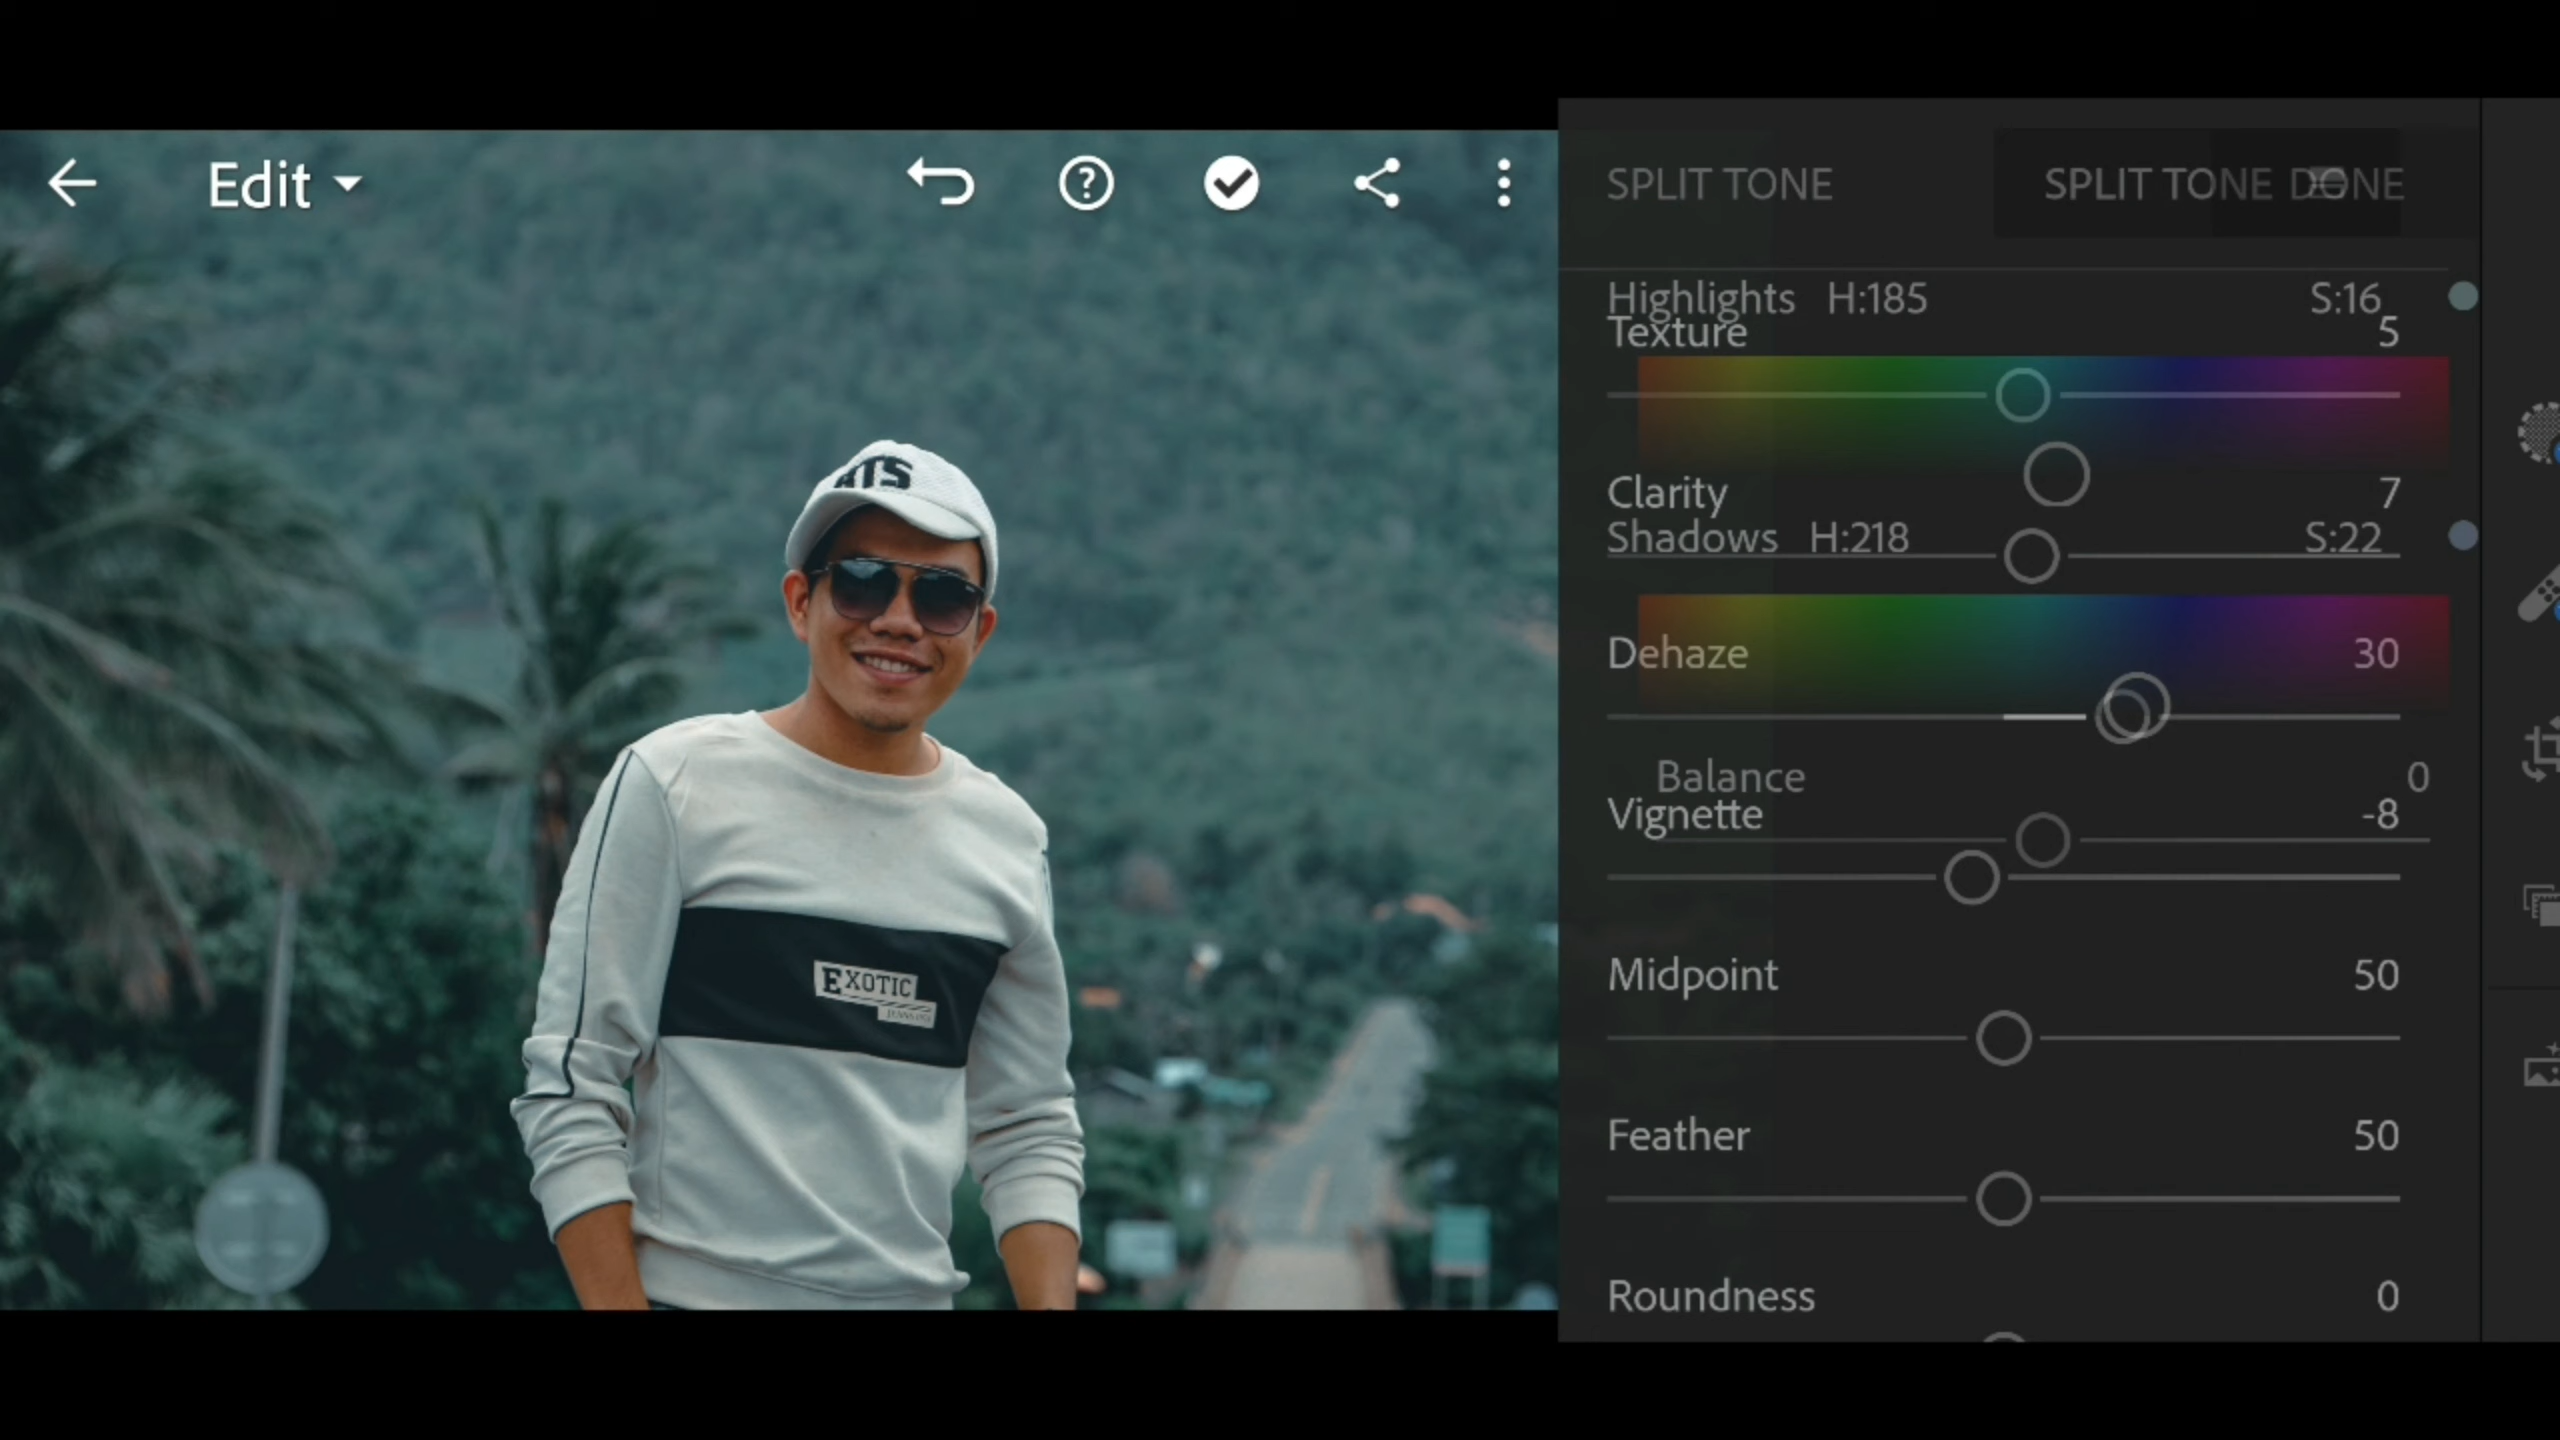 Edit
SPLIT TONE
SPLIT TONE DONE
Highlights H:185 S:16
Texture 5
Clarity 7
Shadows H:218 S:22
Dehaze 30
Balance 0
Vignette -8
Midpoint 50
Feather 50
Roundness 0
EXOTIC